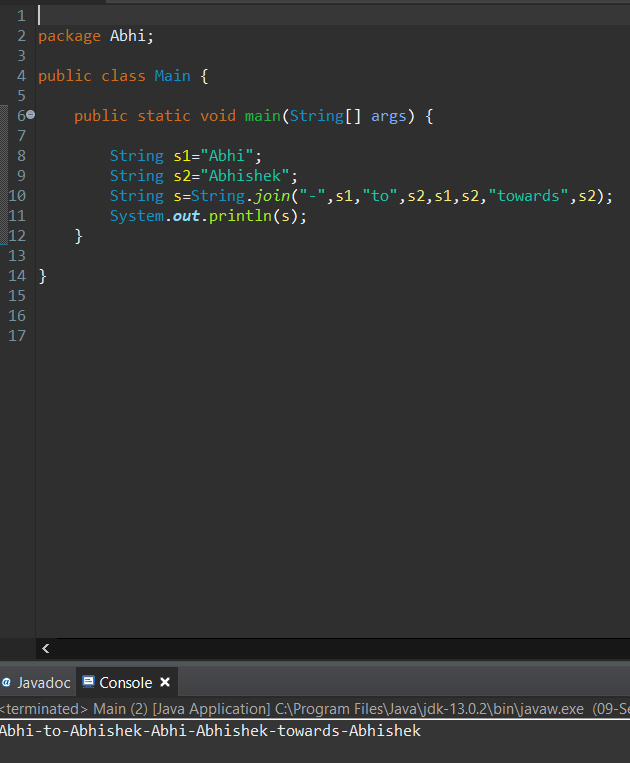 1
2 package Abhi;
3
4 public class Main {
5
6 public static void main(String[] args) {
7
8 String s1="Abhi";
9 String s2="Abhishek";
10 String s=String.join("-",s1,"to",s2,s1,s2,"towards",s2);
11 System.out.println(s);
12 }
13
14 }
15
16
17
@ Javadoc Console
<terminated> Main (2) [Java Application] C:\Program Files\Java\jdk-13.0.2\bin\javaw.exe (09-Se
Abhi-to-Abhishek-Abhi-Abhishek-towards-Abhishek